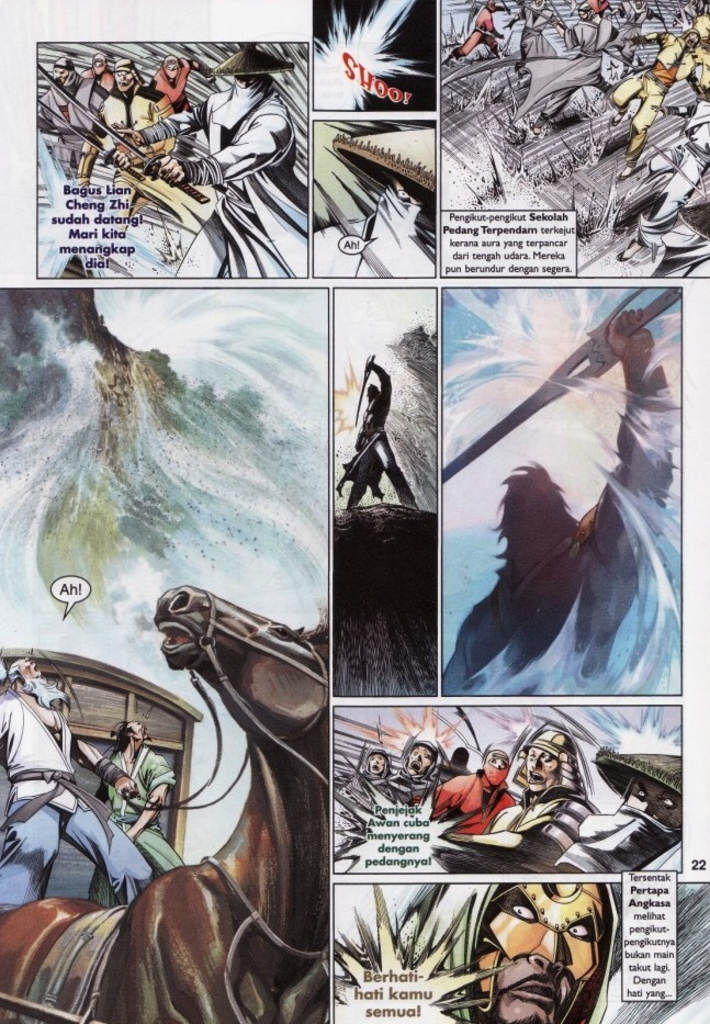 Bagus Lian
Cheng Zhi
sudah datang!
Mari kita
menangkap
dia!
SHOO!
Ah!
Pengikut-pengikut Sekolah
Pedang Terpendam terkejut
kerana aura yang terpancar
dari tengah udara. Mereka
pun berundur dengan segera.
Ah!
Penjejak
Awan cuba
menyerang
dengan
pedangnya!
22
Tersentak
Pertapa
Angkasa
melihat
pengikut-
pengikutnya
bukan main
takut lagi.
Dengan
hati yang...
Berhati-
hati kamu
semua!